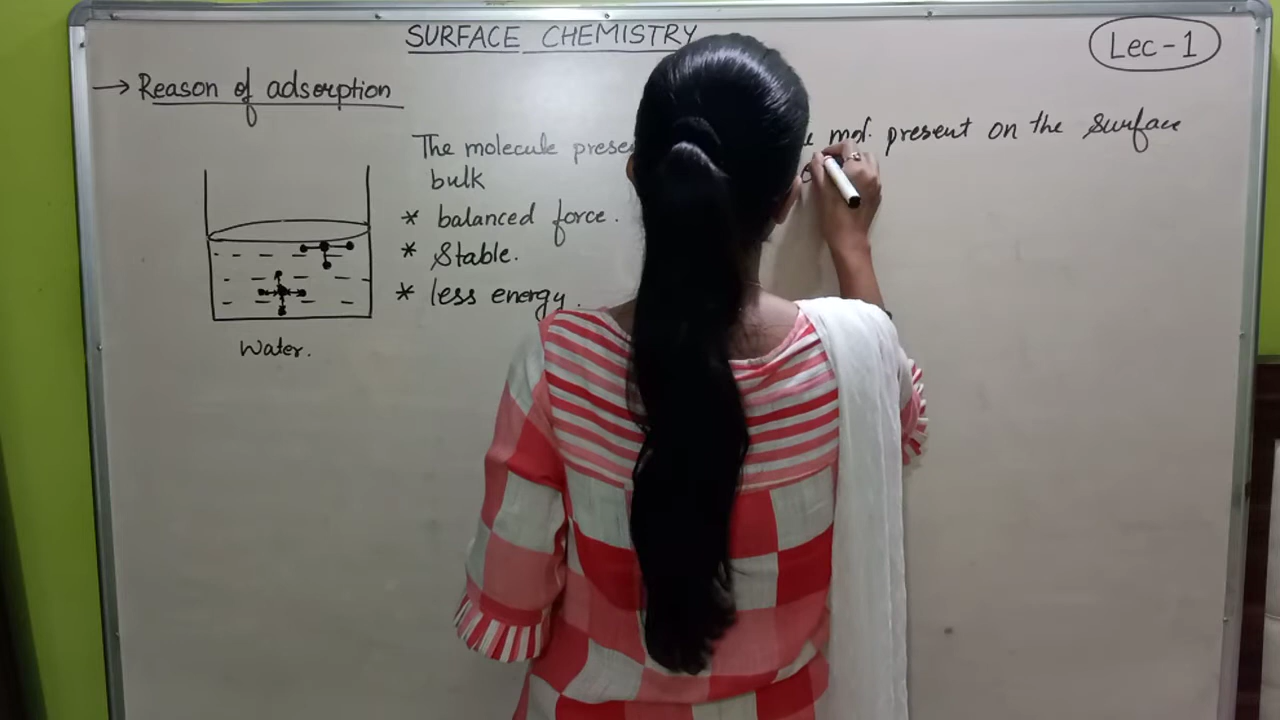 SURFACE CHEMISTRY
Lec-1
→ Reason of adsorption
The molecule
bulk
* balanced force.
* Stable.
* less energy.
mol. present on the surface
Water.